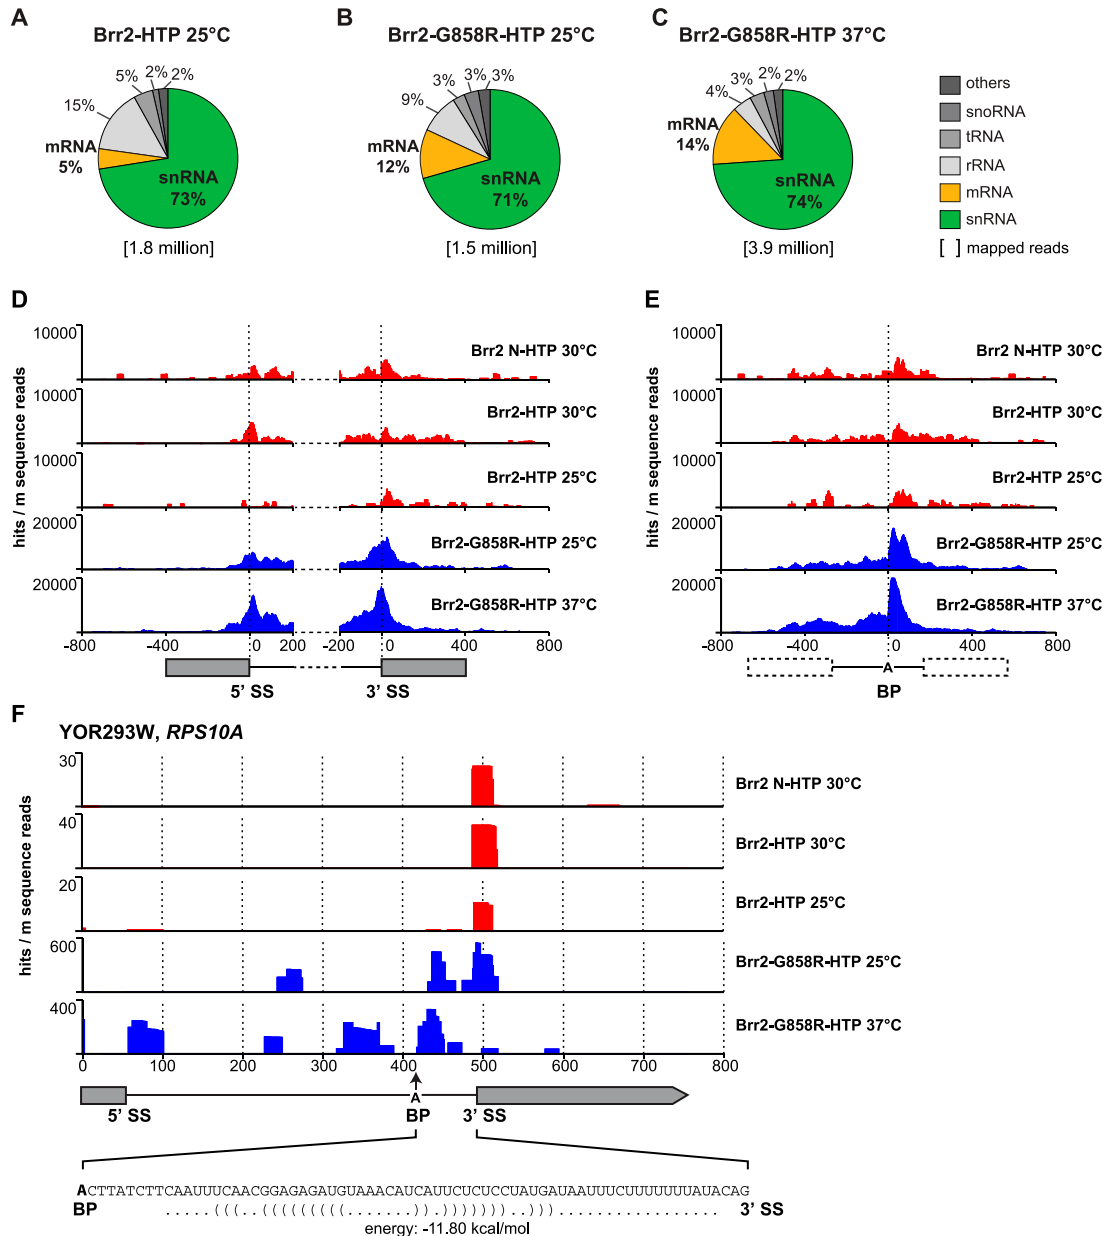 A
Brr2-HTP 25°C
5%
2%
2%
15%
mRNA
5%
snRNA
73%
[1.8 million]
B
Brr2-G858R-HTP 25°C
3%
3%
3%
9%
mRNA
12%
snRNA
71%
[1.5 million]
C
Brr2-G858R-HTP 37°C
4%
3%
2%
2%
mRNA
14%
snRNA
74%
[3.9 million]
others
snoRNA
tRNA
rRNA
mRNA
snRNA
[ ] mapped reads
D
hits / m sequence reads
10000
Brr2 N-HTP 30°C
10000
Brr2-HTP 30°C
10000
Brr2-HTP 25°C
20000
Brr2-G858R-HTP 25°C
20000
Brr2-G858R-HTP 37°C
-800 -400 0 200 -200 0 400 800
5' SS 3' SS
E
hits / m sequence reads
10000
Brr2 N-HTP 30°C
10000
Brr2-HTP 30°C
10000
Brr2-HTP 25°C
20000
Brr2-G858R-HTP 25°C
20000
Brr2-G858R-HTP 37°C
-800 -400 0 400 800
A
BP
F
YOR293W, RPS10A
hits / m sequence reads
30
Brr2 N-HTP 30°C
40
Brr2-HTP 30°C
20
Brr2-HTP 25°C
600
Brr2-G858R-HTP 25°C
400
Brr2-G858R-HTP 37°C
0 100 200 300 400 500 600 700 800
A
5' SS BP 3' SS
ACTTATCTTCAAUUUCAACGGAGAGAUGUAAACAUCAUUCUCUCCUAUGAUAAUUUCUUUUUUUAUACAG
BP .....(((..(((((((((........))).))))))..)))................. 3' SS
energy: -11.80 kcal/mol